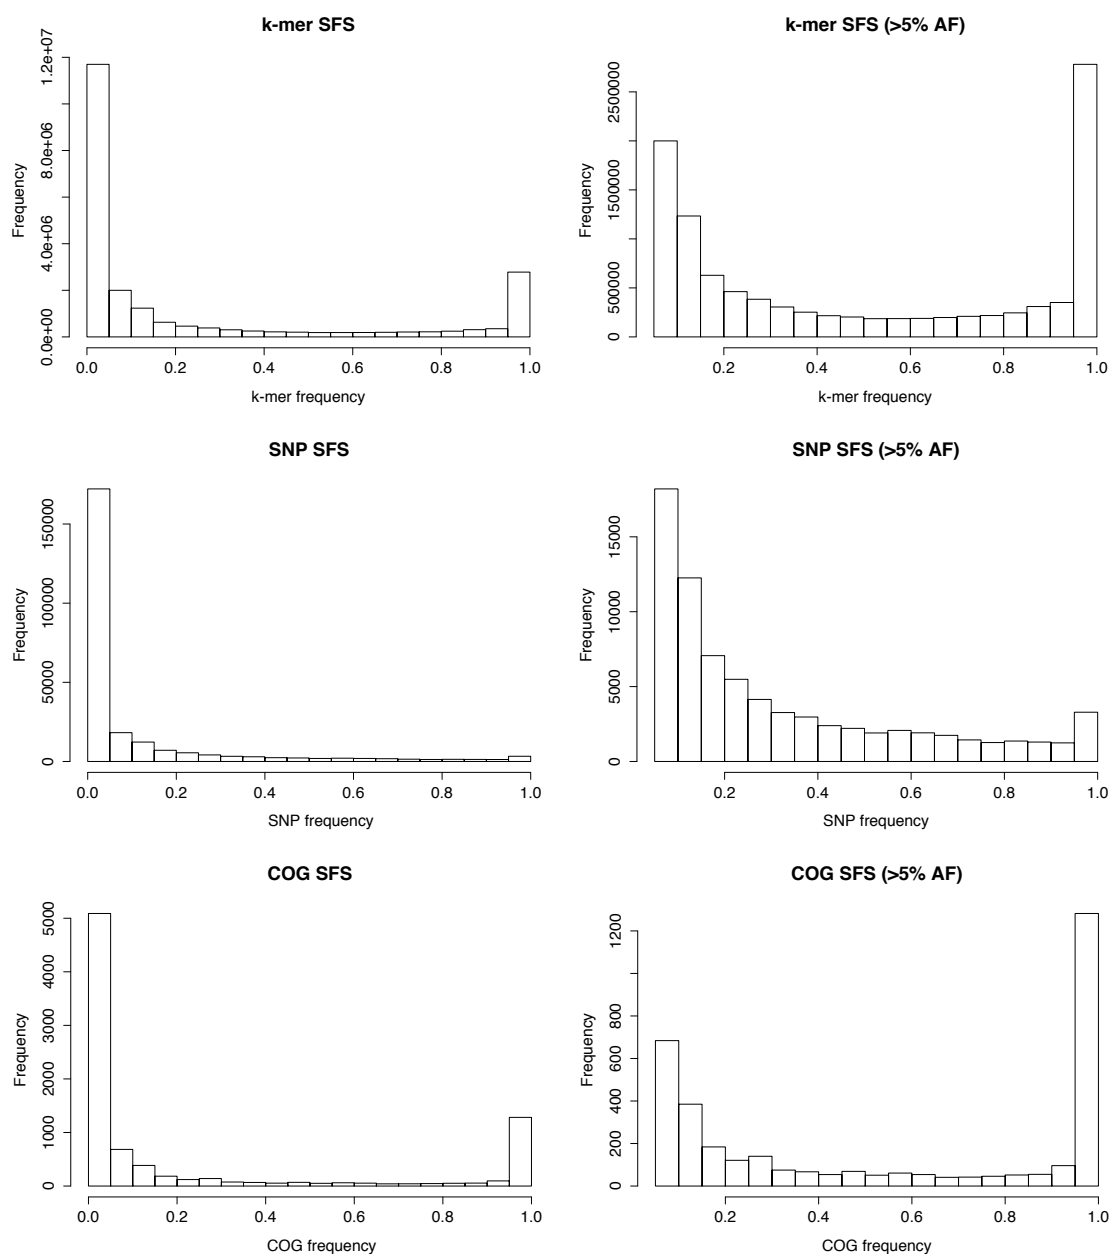 k-mer SFS
Frequency
0.0e+00 4.0e+06 8.0e+06 1.2e+07
0.0 0.2 0.4 0.6 0.8 1.0
k-mer frequency
k-mer SFS (>5% AF)
Frequency
0 500000 1500000 2500000
0.2 0.4 0.6 0.8 1.0
k-mer frequency
SNP SFS
Frequency
0 50000 100000 150000
0.0 0.2 0.4 0.6 0.8 1.0
SNP frequency
SNP SFS (>5% AF)
Frequency
0 5000 10000 15000
0.2 0.4 0.6 0.8 1.0
SNP frequency
COG SFS
Frequency
0 1000 2000 3000 4000 5000
0.0 0.2 0.4 0.6 0.8 1.0
COG frequency
COG SFS (>5% AF)
Frequency
0 200 400 600 800 1200
0.2 0.4 0.6 0.8 1.0
COG frequency